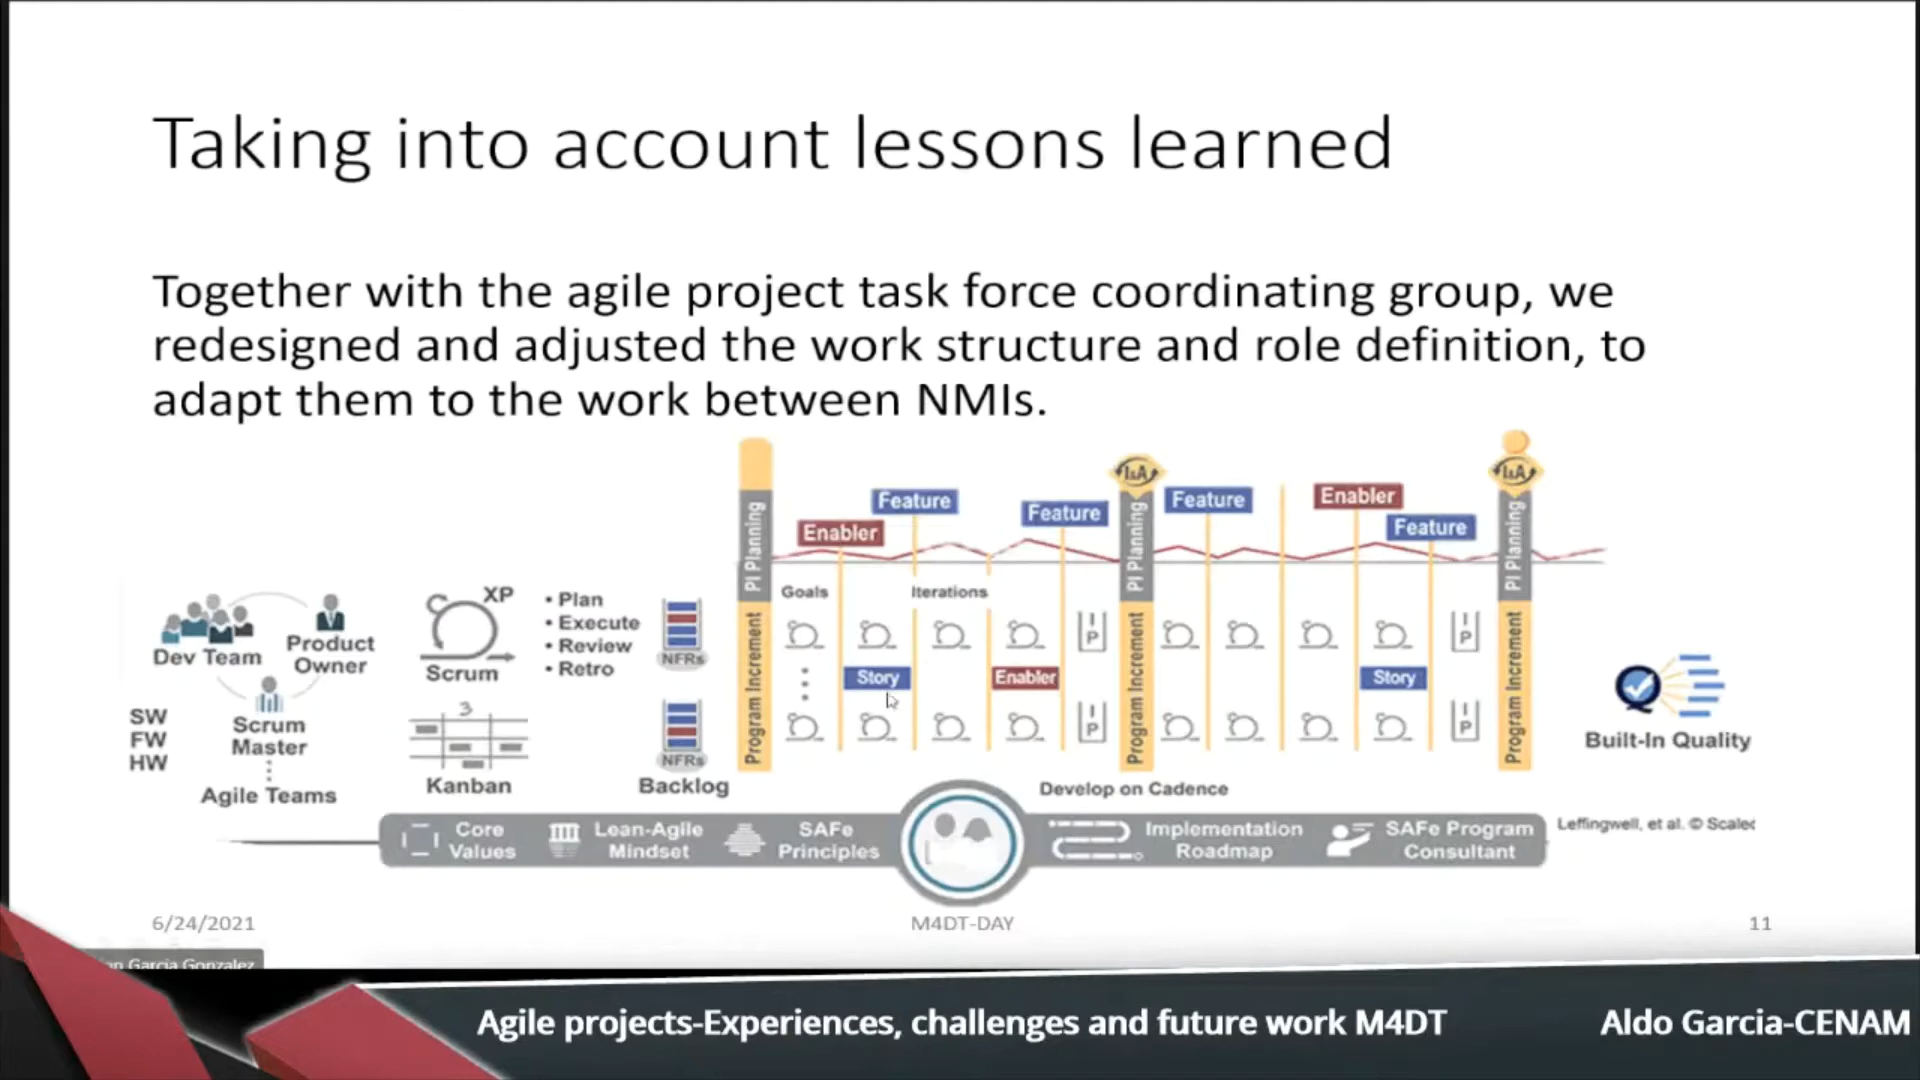 Taking into account lessons learned
Together with the agile project task force coordinating group, we
redesigned and adjusted the work structure and role definition, to
adapt them to the work between NMIs.
Dev Team
Product
Owner
Scrum
Master
SW
FW
HW
Agile Teams
XP
Scrum
• Plan
• Execute
• Review
• Retro
3
Kanban
NFRs
NFRs
Backlog
PI Planning
Program Increment
Enabler
Feature
Feature
Goals
Iterations
Story
Enabler
I
P
I
P
I&A
PI Planning
Program Increment
Feature
Enabler
Feature
Story
I
P
I
P
I&A
PI Planning
Program Increment
Develop on Cadence
Built-In Quality
Core
Values
Lean-Agile
Mindset
SAFe
Principles
Implementation
Roadmap
SAFe Program
Consultant
Leffingwell, et al. ©
6/24/2021
M4DT-DAY
11
Garcia Gonzalez
Agile projects-Experiences, challenges and future work M4DT
Aldo Garcia-CENAM